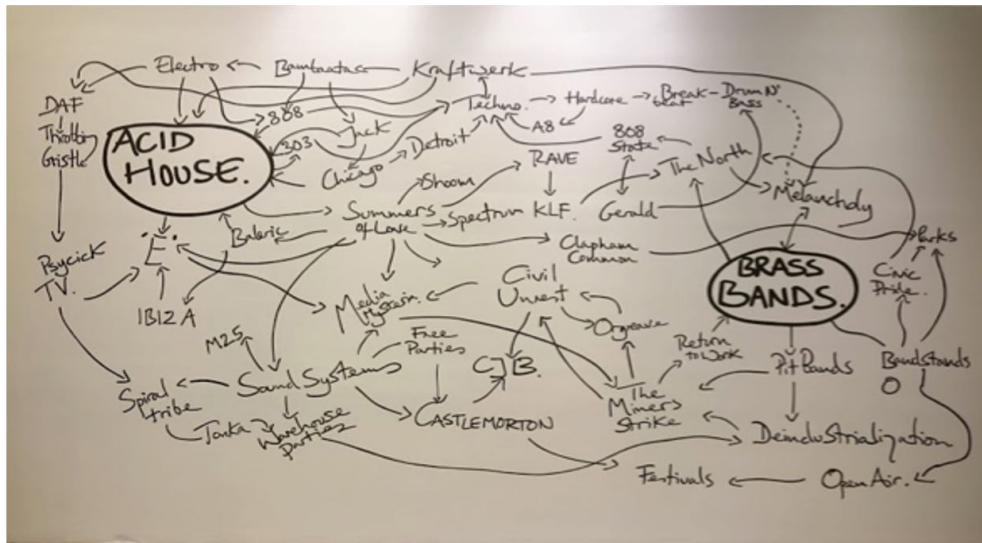 Electro
Bambaataa
Kraftwerk
DAF
Throbbing
Gristle
808
303
Jack
Chicago
Detroit
Techno.
Hardcore
Break-
beat
Drum N'
Bass
A8
808
State
ACID
HOUSE.
RAVE
The North
Shoom
Summers
of Love
Spectrum
KLF.
Gerald
Melancholy
Baleric
Clapham
Common
Parks
Civic
Pride.
BRASS
BANDS.
'E'.
Psycick
TV.
IBIZA
Media
Hysteria.
Civil
Unrest
Orgreave
M25
Free
Parties
CJB.
Return
to Work
Pit Bands
Bandstands
Spiral
tribe
Sound Systems
The
Miners
Strike
Tonka
Warehouse
Parties
CASTLEMORTON
Deindustrialization
Festivals
Open Air.